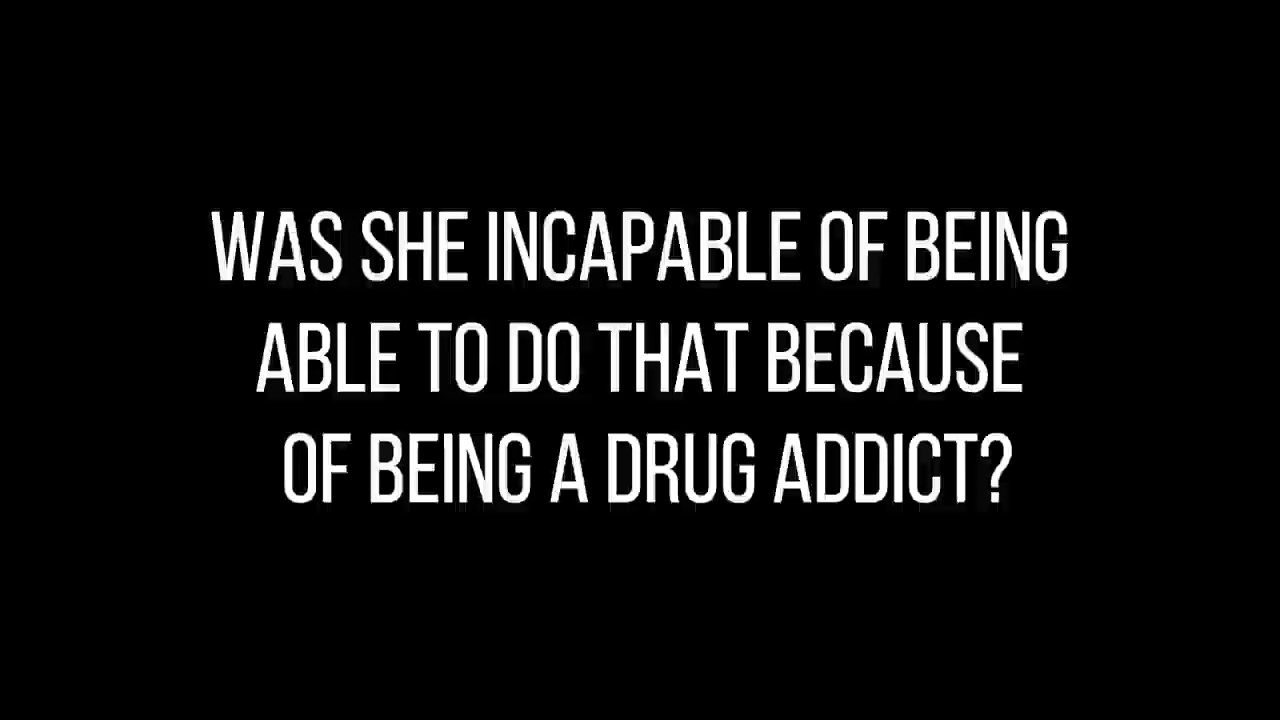 WAS SHE INCAPABLE OF BEING
ABLE TO DO THAT BECAUSE
OF BEING A DRUG ADDICT?